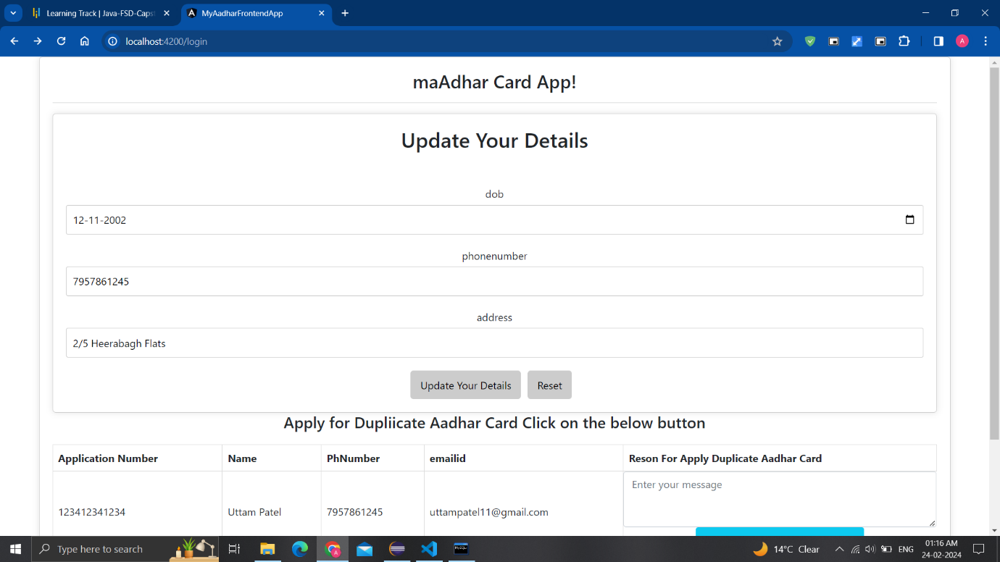 Learning Track | Java-FSD-Caps
MyAadharFrontendApp
localhost:4200/login
A
maAdhar Card App!
Update Your Details
dob
12-11-2002
phonenumber
7957861245
address
2/5 Heerabagh Flats
Update Your Details Reset
Apply for Dupliicate Aadhar Card Click on the below button
Application Number Name PhNumber emailid Reson For Apply Duplicate Aadhar Card
Enter your message
123412341234 Uttam Patel 7957861245 uttampatel11@gmail.com
Type here to search
14°C Clear
ENG
01:16 AM
24-02-2024